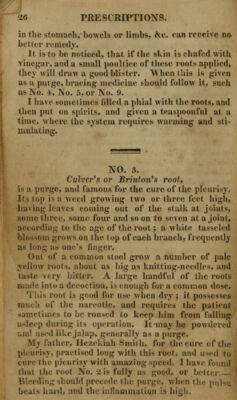 26 PRESCRIPTIONS.
in the stomach, bowels or limbs, &c. can receive no
better remedy.
It is to be noticed, that if the skin is chafed with
vinegar, and a small poultice of these roots applied,
they will draw a good blister. When this is given
as a purge, bracing medicine should follow it, such
as No. 4, No. 5, or No. 9.
I have sometimes filled a phial with the roots, and
then put on spirits, and given a teaspoonful at a
time, where the system requires warming and sti-
mulating.
NO. 3.
Culver's or Brinton's root,
is a purge, and famous for the cure of the pleurisy.
Its top is a weed growing two or three feet high,
having leaves coming out of the stalk at joints,
some three, some four and so on to seven at a joint,
according to the age of the root; a white tasseled
blossom grows on the top of each branch, frequently
as long as one's finger.
Out of a common stool grow a number of pale
yellow roots, about as big as knitting-needles, and
taste very bitter. A large handful of the roots
made into a decoction, is enough for a common dose.
This root is good for use when dry; it possesses
much of the narcotic, and requires the patient
sometimes to be roused to keep him from falling
asleep during its operation. It may be powdered
and used like jalap, generally as a purge.
My father, Hezekiah Smith, for the cure of the
pleurisy, practised long with this root, and used to
cure the pleurisy with amazing speed. I have found
that the root No. 2 is fully as good, or better.—
Bleeding should precede the purge, when the pulse
beats hard, and the inflammation is high.